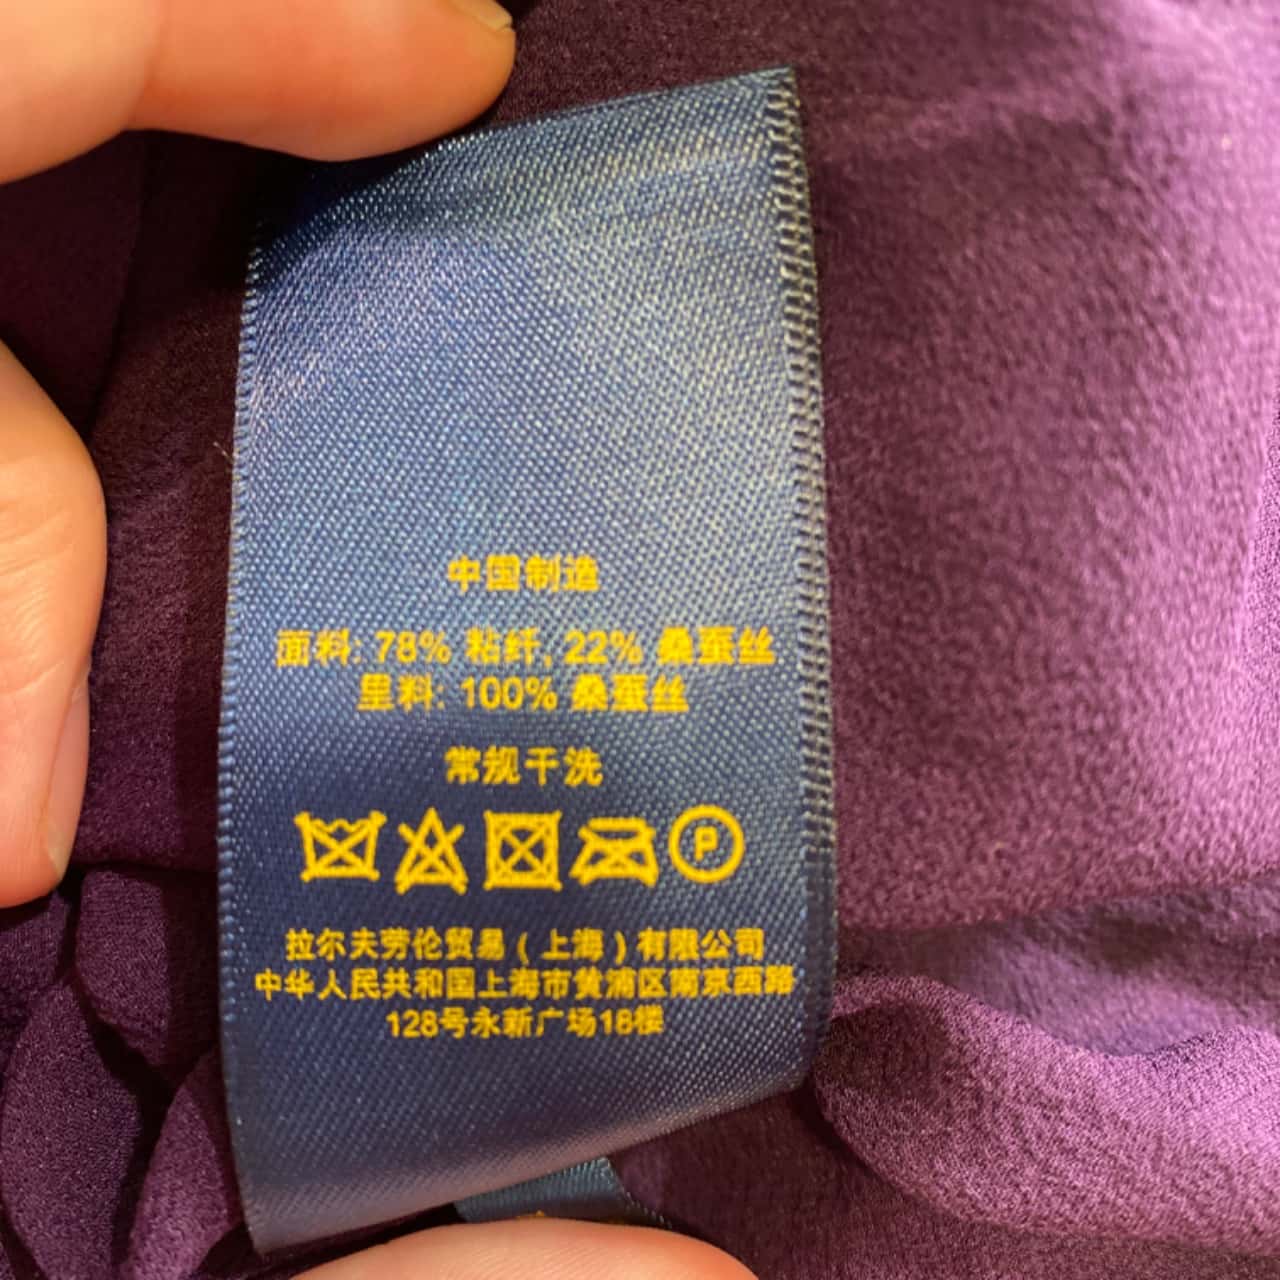 中国制造
面料: 78% 粘纤, 22% 桑蚕丝
里料: 100% 桑蚕丝
常规干洗
P
拉尔夫劳伦贸易（上海）有限公司
中华人民共和国上海市黄浦区南京西路
128号永新广场18楼